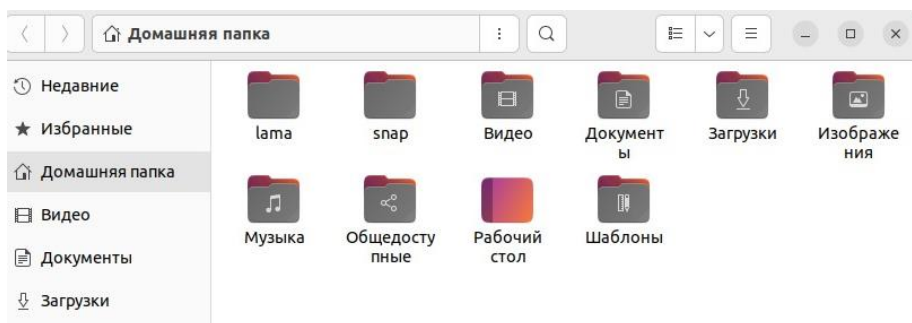 Домашняя папка
Недавние
Избранные
Домашняя папка
Видео
Документы
Загрузки
lama
snap
Видео
Документ
ы
Загрузки
Изображе
ния
Музыка
Общедосту
пные
Рабочий
стол
Шаблоны